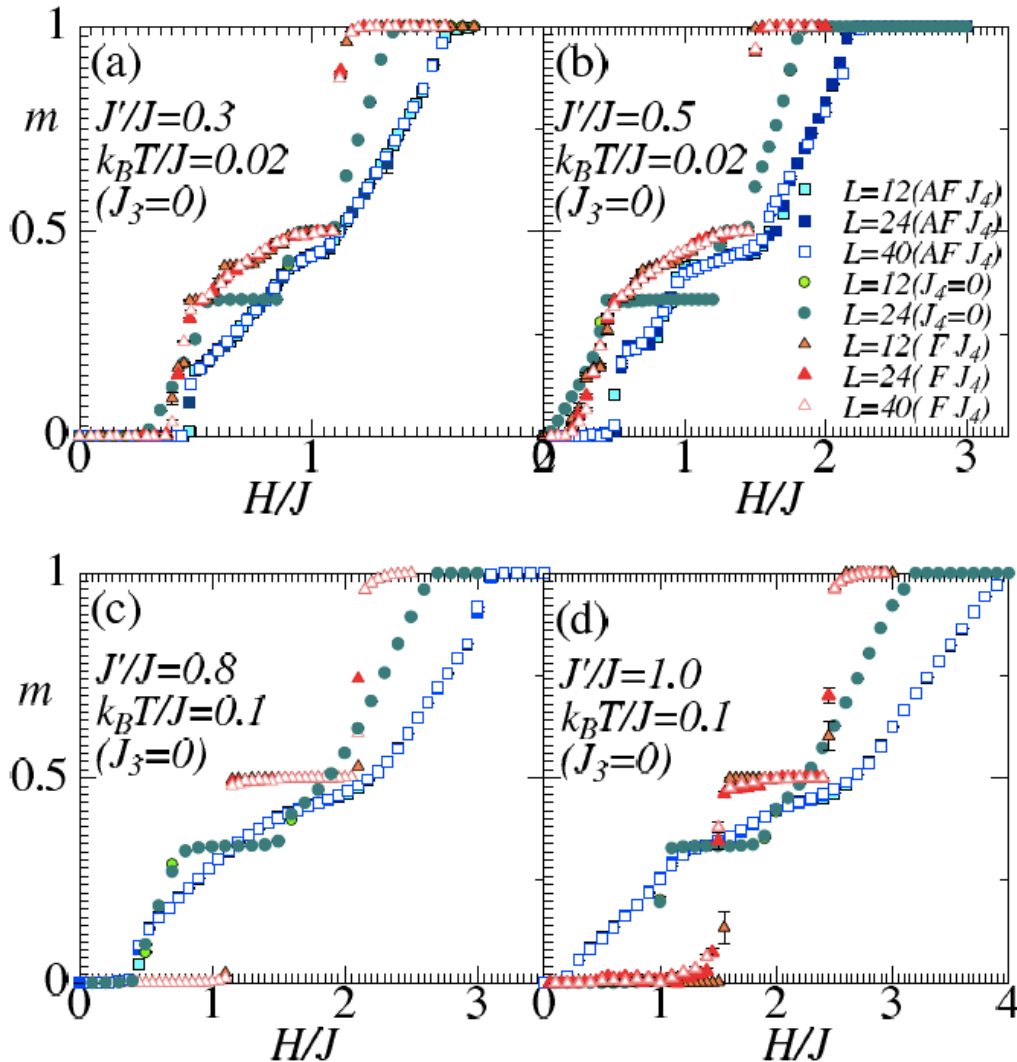 1
(a)
J'/J=0.3
m
k_BT/J=0.02
(J_3=0)
0.5
0
0
1
H/J
(b)
J'/J=0.5
k_BT/J=0.02
(J_3=0)
L=12(AF J_4)
L=24(AF J_4)
L=40(AF J_4)
L=12(J_4=0)
L=24(J_4=0)
L=12( F J_4)
L=24( F J_4)
L=40( F J_4)
1
2
3
H/J
1
(c)
J'/J=0.8
m
k_BT/J=0.1
(J_3=0)
0.5
0
0
1
2
3
H/J
(d)
J'/J=1.0
k_BT/J=0.1
(J_3=0)
0
1
2
3
4
H/J